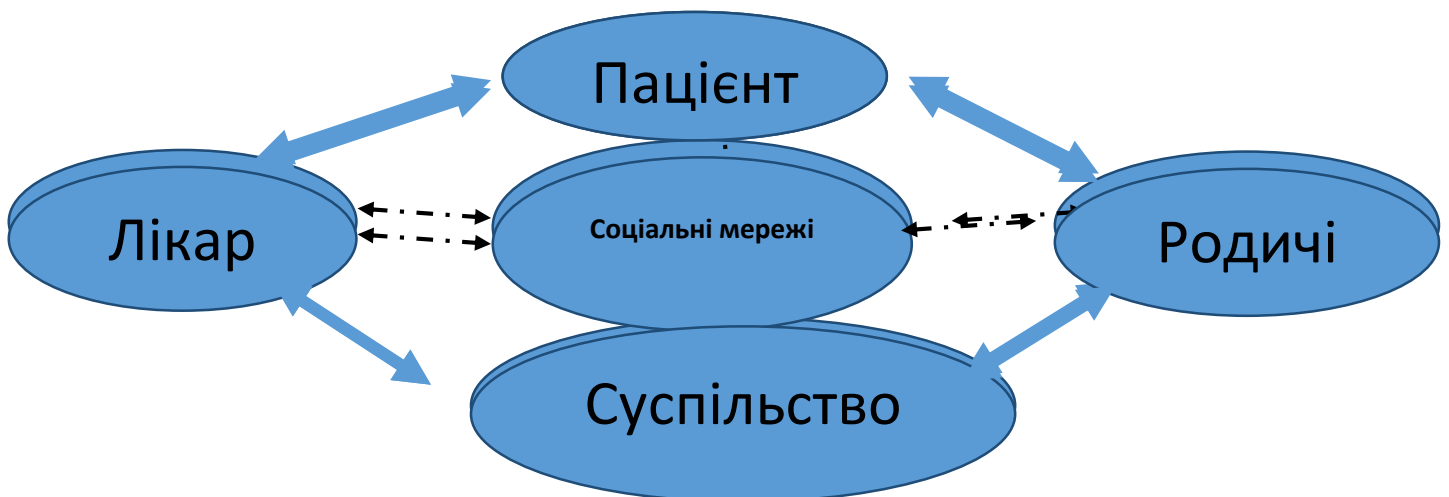 Пацієнт
Лікар
Соціальні мережі
Родичі
Суспільство